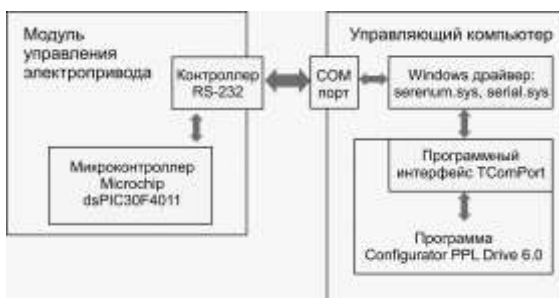 Модуль
управления
электропривода
Контроллер
RS-232
Микроконтроллер
Microchip
dsPIC30F4011
Управляющий компьютер
COM
порт
Windows драйвер:
serenum.sys, serial.sys
Программный
интерфейс TComPort
Программа
Configurator PPL Drive 6.0